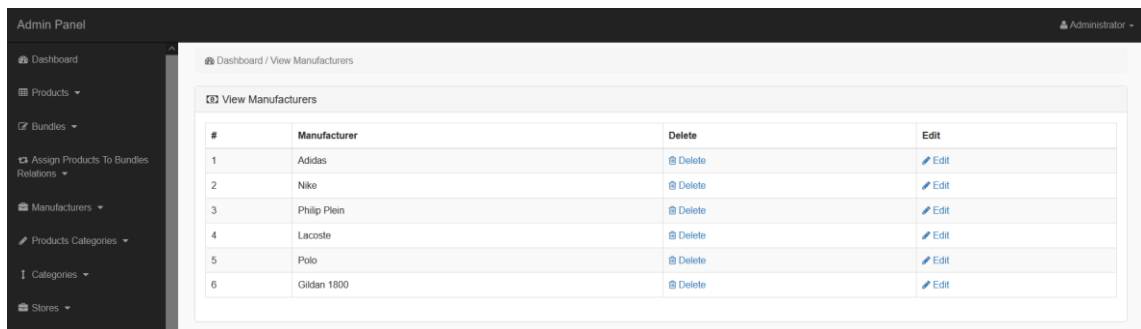 Admin Panel
Administrator
Dashboard
Products
Bundles
Assign Products To Bundles
Relations
Manufacturers
Products Categories
Categories
Stores
Dashboard / View Manufacturers
View Manufacturers
# Manufacturer Delete Edit
1 Adidas Delete Edit
2 Nike Delete Edit
3 Philip Plein Delete Edit
4 Lacoste Delete Edit
5 Polo Delete Edit
6 Gildan 1800 Delete Edit